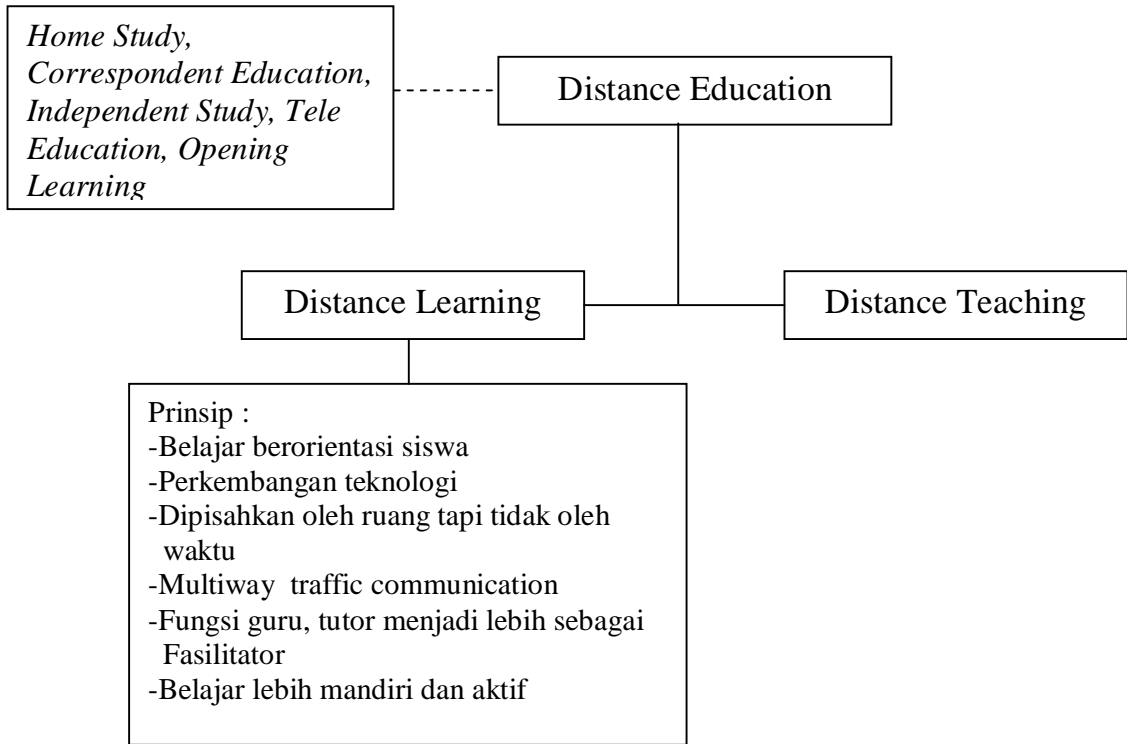 Home Study,
Correspondent Education,
Independent Study, Tele
Education, Opening
Learning
Distance Education
Distance Learning
Distance Teaching
Prinsip :
-Belajar berorientasi siswa
-Perkembangan teknologi
-Dipisahkan oleh ruang tapi tidak oleh
waktu
-Multiway traffic communication
-Fungsi guru, tutor menjadi lebih sebagai
Fasilitator
-Belajar lebih mandiri dan aktif